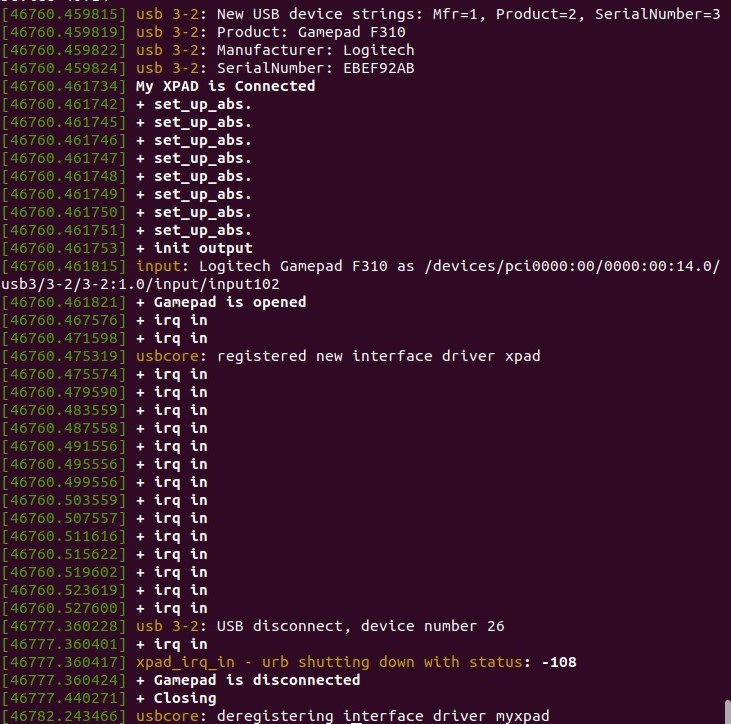 [46760.459815] usb 3-2: New USB device strings: Mfr=1, Product=2, SerialNumber=3
[46760.459819] usb 3-2: Product: Gamepad F310
[46760.459822] usb 3-2: Manufacturer: Logitech
[46760.459824] usb 3-2: SerialNumber: EBEF92AB
[46760.461734] My XPAD is Connected
[46760.461742] + set_up_abs.
[46760.461745] + set_up_abs.
[46760.461746] + set_up_abs.
[46760.461747] + set_up_abs.
[46760.461748] + set_up_abs.
[46760.461749] + set_up_abs.
[46760.461750] + set_up_abs.
[46760.461751] + set_up_abs.
[46760.461753] + init output
[46760.461815] input: Logitech Gamepad F310 as /devices/pci0000:00/0000:00:14.0/
usb3/3-2/3-2:1.0/input/input102
[46760.461821] + Gamepad is opened
[46760.467576] + irq in
[46760.471598] + irq in
[46760.475319] usbcore: registered new interface driver xpad
[46760.475574] + irq in
[46760.479590] + irq in
[46760.483559] + irq in
[46760.487558] + irq in
[46760.491556] + irq in
[46760.495556] + irq in
[46760.499556] + irq in
[46760.503559] + irq in
[46760.507557] + irq in
[46760.511616] + irq in
[46760.515622] + irq in
[46760.519602] + irq in
[46760.523619] + irq in
[46760.527600] + irq in
[46777.360228] usb 3-2: USB disconnect, device number 26
[46777.360401] + irq in
[46777.360417] xpad_irq_in - urb shutting down with status: -108
[46777.360424] + Gamepad is disconnected
[46777.440271] + Closing
[46782.243466] usbcore: deregistering interface driver myxpad